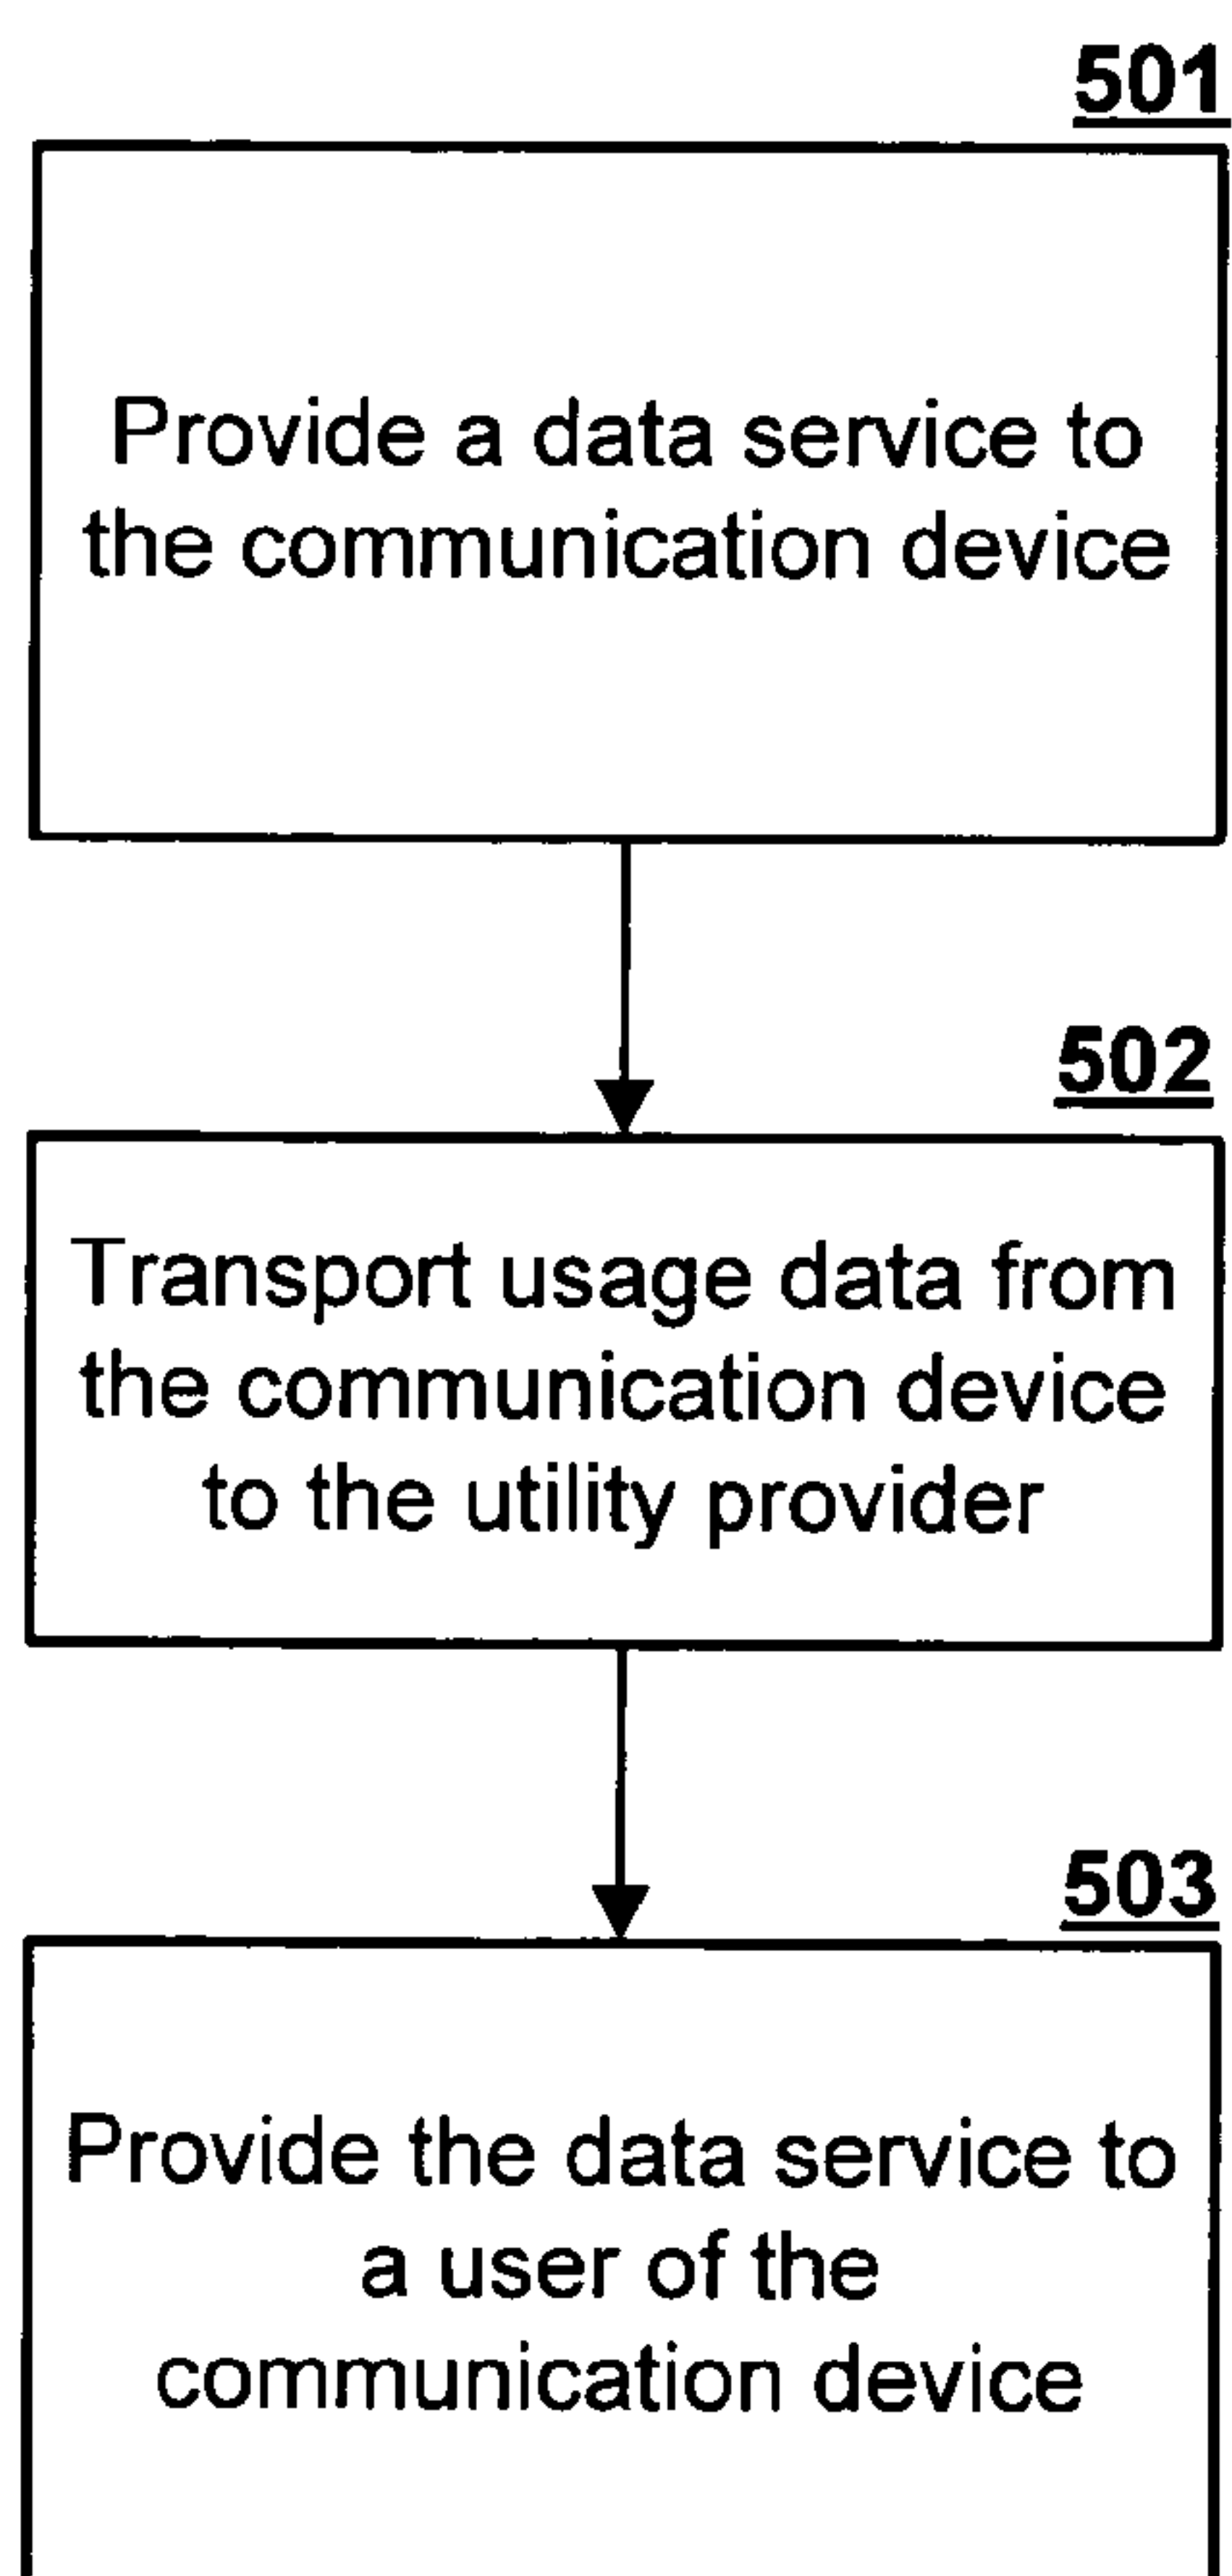 501
Provide a data service to
the communication device
502
Transport usage data from
the communication device
to the utility provider
503
Provide the data service to
a user of the
communication device